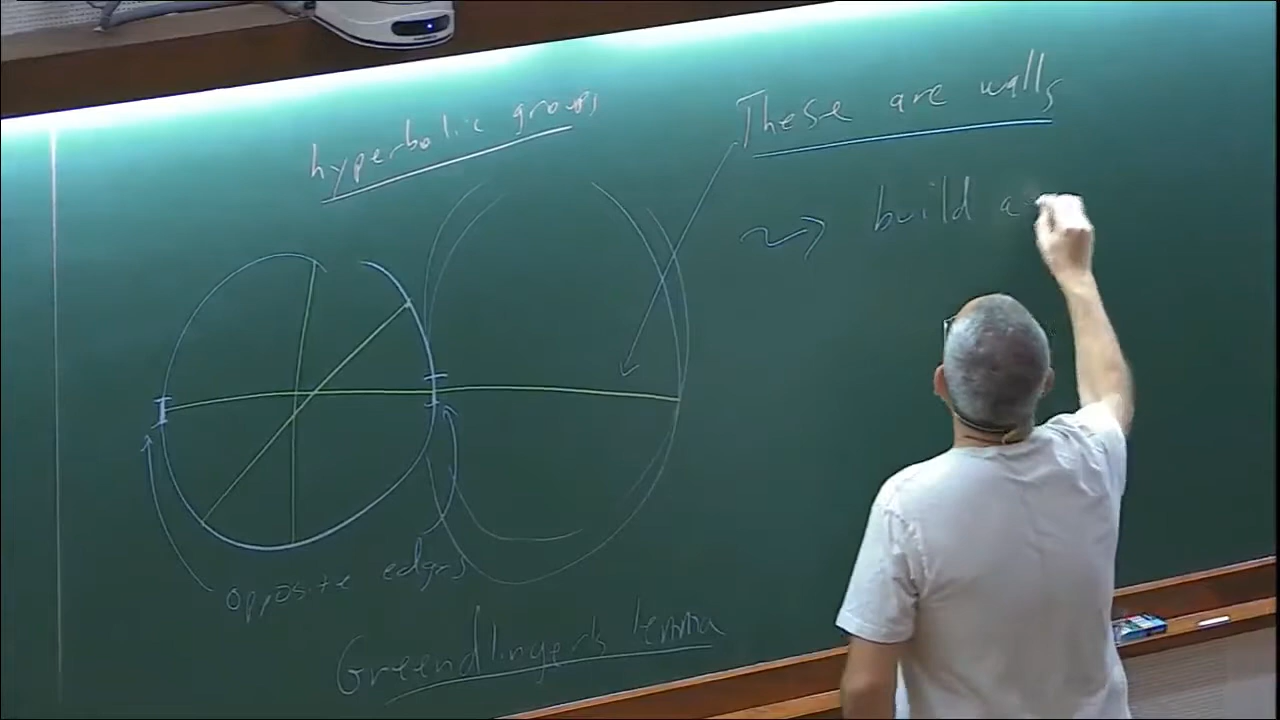 hyperbolic groups
These are walls
build a
opposite edges
Greendlinger's lemma